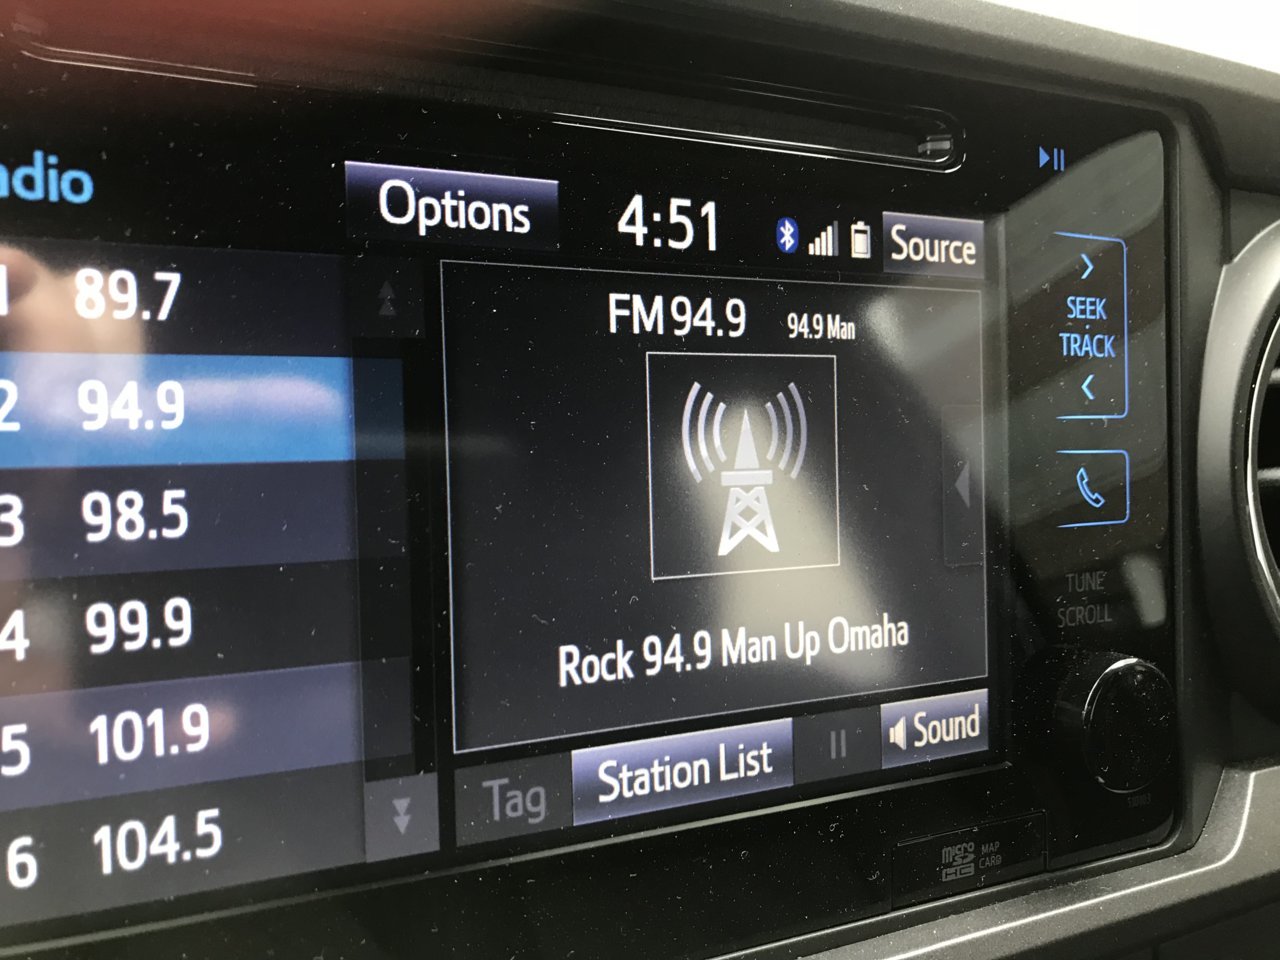 adio
Options
4:51
Source
1 89.7
2 94.9
3 98.5
4 99.9
5 101.9
6 104.5
FM 94.9 94.9 Man
Rock 94.9 Man Up Omaha
Tag
Station List
Sound
SEEK
TRACK
TUNE
SCROLL
micro
SD
HC
MAP
CARD